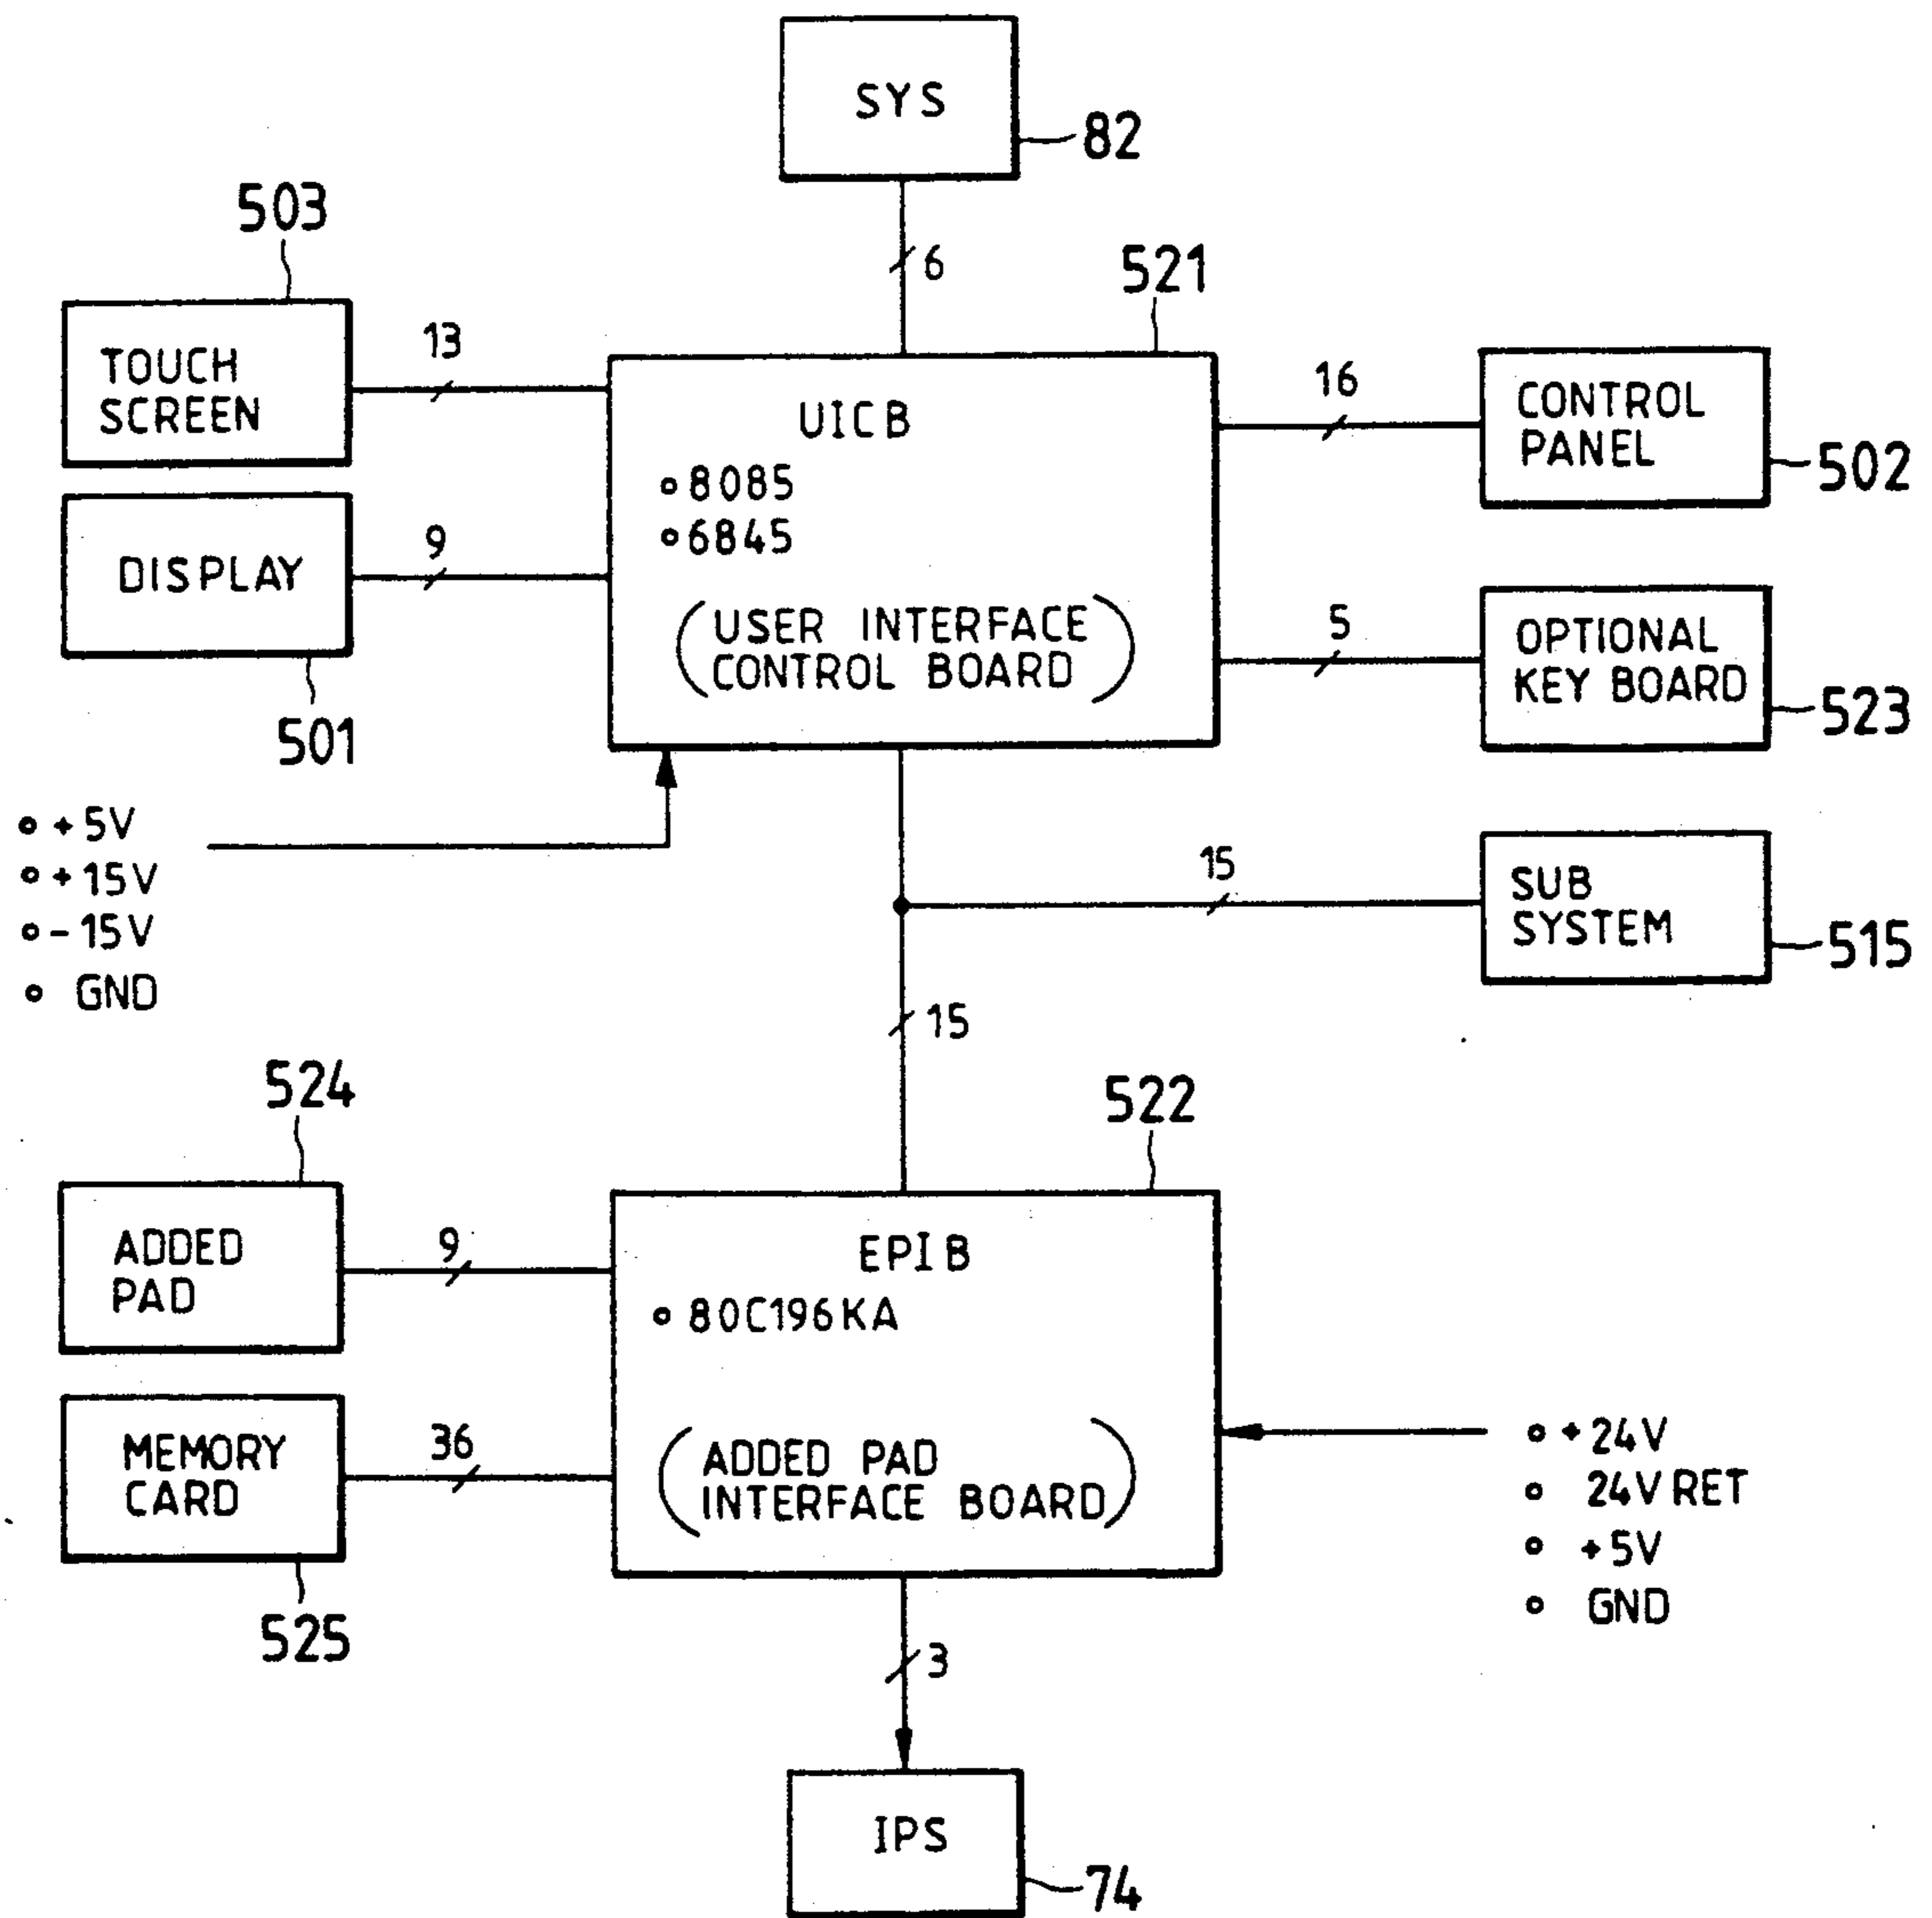 SYS
82
503
6
521
TOUCH
SCREEN
13
UICB
8085
6845
(USER INTERFACE
CONTROL BOARD)
16
CONTROL
PANEL
502
DISPLAY
9
501
5
OPTIONAL
KEY BOARD
523
+5V
+15V
-15V
GND
15
SUB
SYSTEM
515
15
524
522
ADDED
PAD
9
EPIB
80C196KA
(ADDED PAD
INTERFACE BOARD)
MEMORY
CARD
36
525
+24V
24V RET
+5V
GND
3
IPS
74